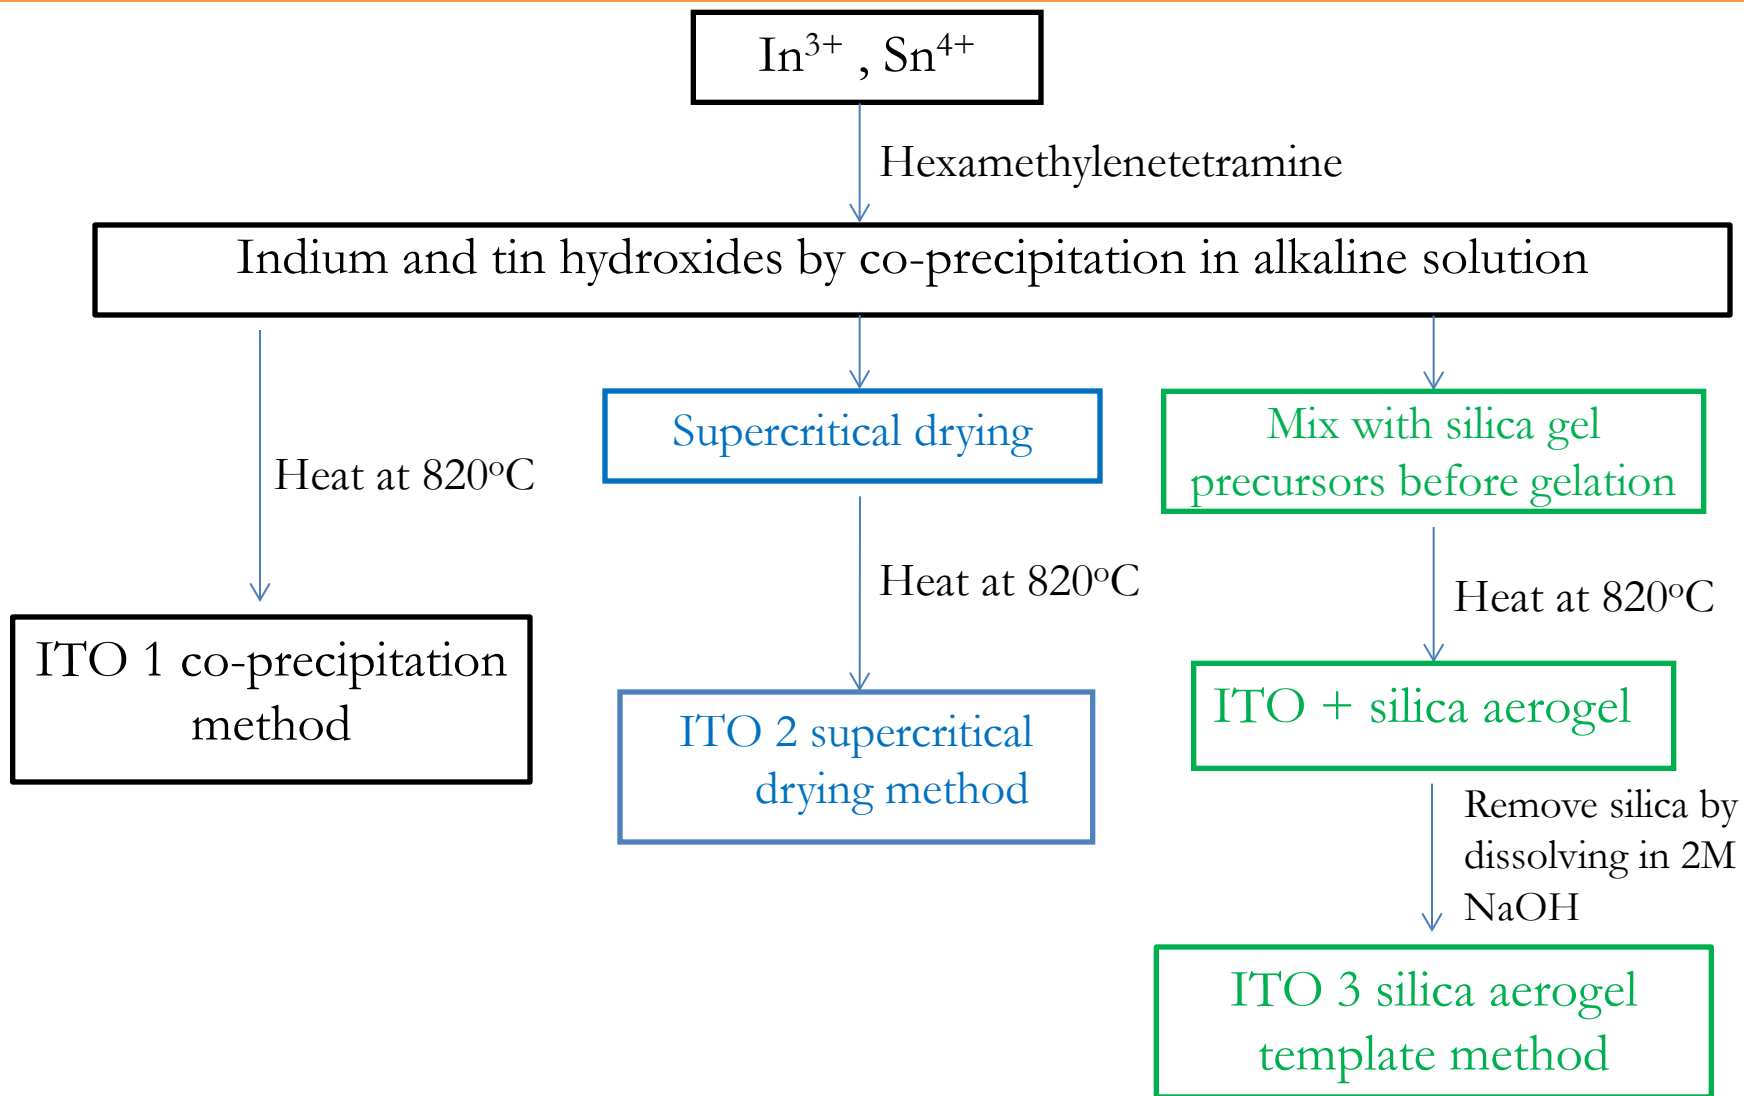 In³⁺ , Sn⁴⁺
Hexamethylenetetramine
Indium and tin hydroxides by co-precipitation in alkaline solution
Heat at 820ºC
ITO 1 co-precipitation
method
Supercritical drying
Heat at 820ºC
ITO 2 supercritical
drying method
Mix with silica gel
precursors before gelation
Heat at 820ºC
ITO + silica aerogel
Remove silica by
dissolving in 2M
NaOH
ITO 3 silica aerogel
template method